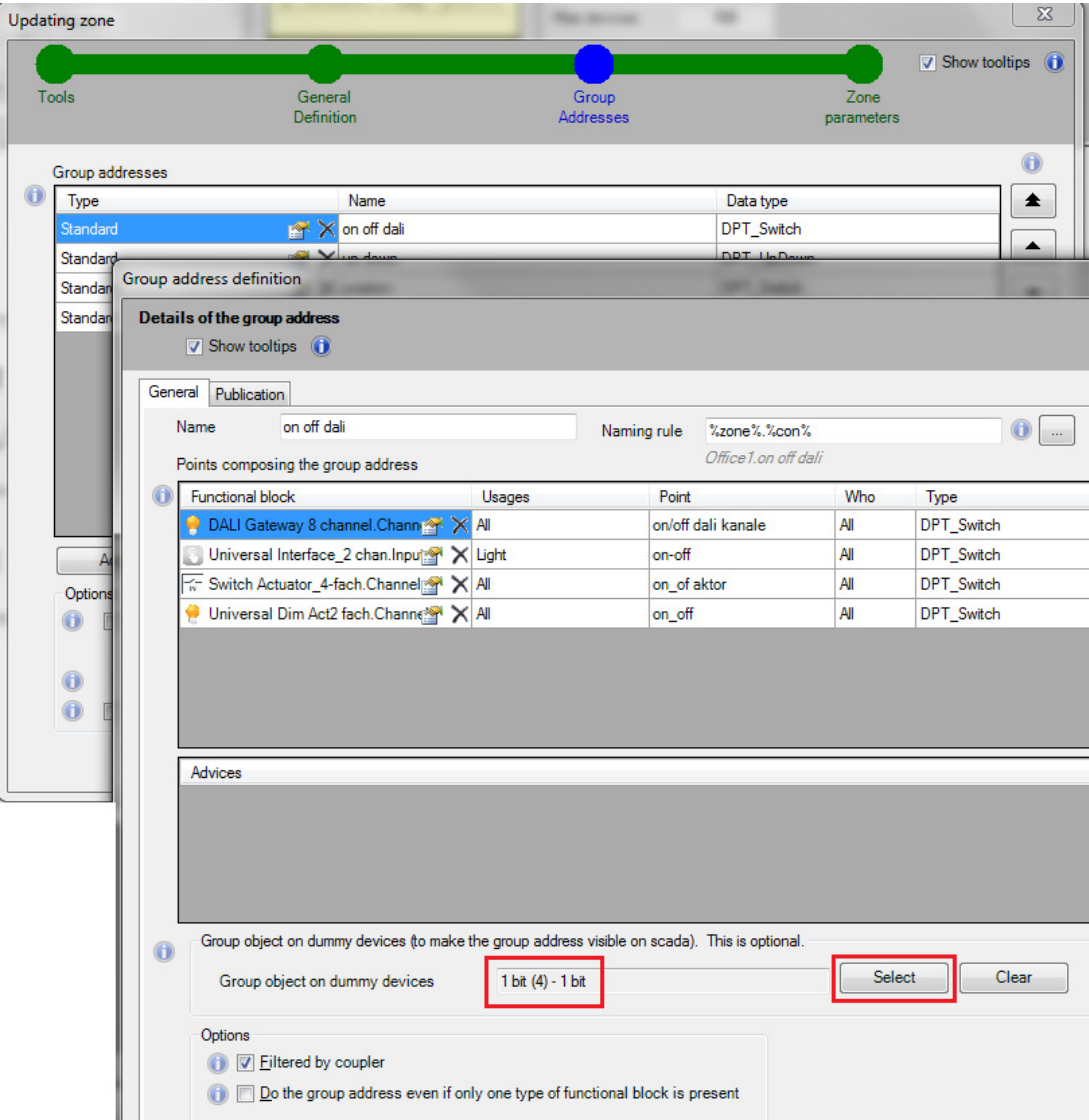 Updating zone
Show tooltips
Tools
General
Definition
Group
Addresses
Zone
parameters
Group addresses
Type Name Data type
Standard on off dali DPT_Switch
Standard up down DPT_UpDown
Standar
Standar
Group address definition
Details of the group address
Show tooltips
General Publication
Name on off dali Naming rule %zone%.%con% ...
Office1.on off dali
Points composing the group address
Functional block Usages Point Who Type
DALI Gateway 8 channel.Chann All on/off dali kanale All DPT_Switch
Universal Interface_2 chan.Inpu Light on-off All DPT_Switch
Switch Actuator_4-fach.Channel All on_of aktor All DPT_Switch
Universal Dim Act2 fach.Channe All on_off All DPT_Switch
Options
Advices
Group object on dummy devices (to make the group address visible on scada). This is optional.
Group object on dummy devices 1 bit (4) - 1 bit Select Clear
Options
Filtered by coupler
Do the group address even if only one type of functional block is present